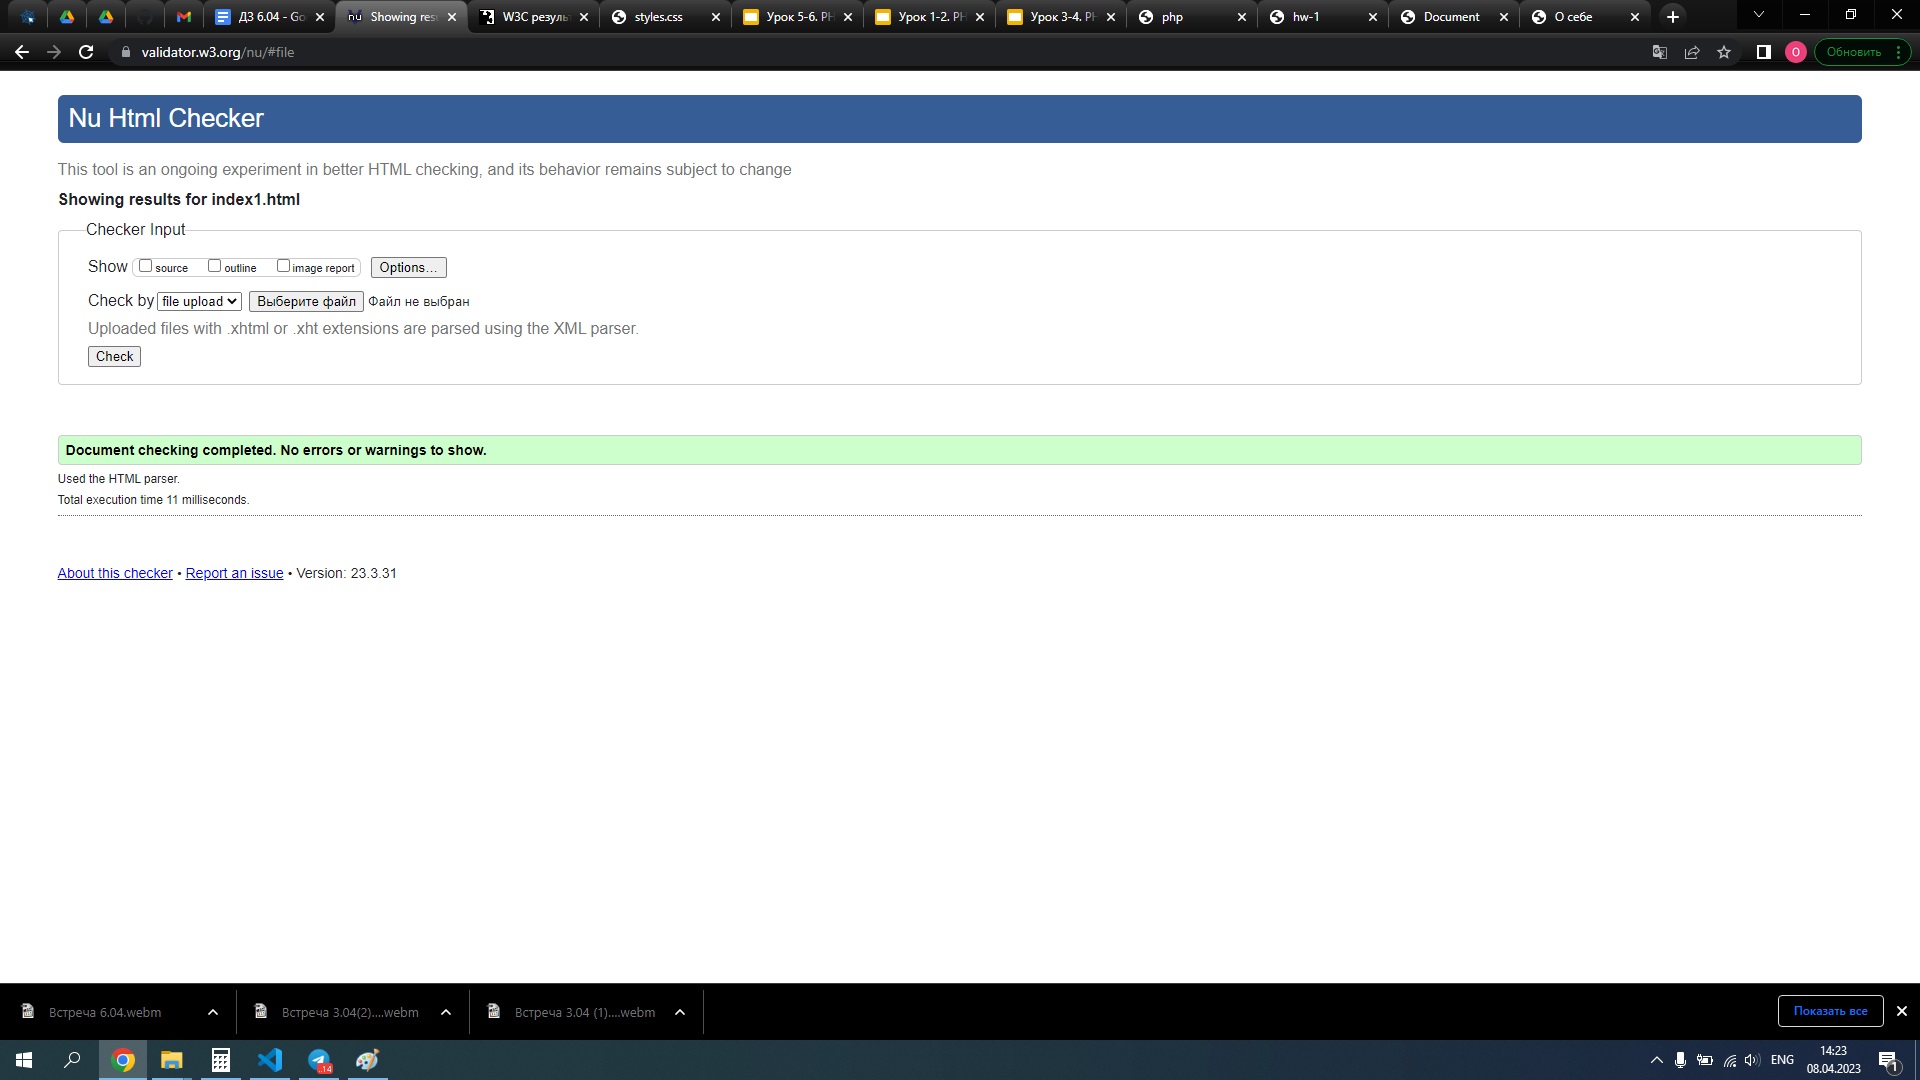 ДЗ 6.04 - Go
Showing res
W3C резуль
styles.css
Урок 5-6. PH
Урок 1-2. PH
Урок 3-4. PH
php
hw-1
Document
О себе
validator.w3.org/nu/#file
О
Обновить
Nu Html Checker
This tool is an ongoing experiment in better HTML checking, and its behavior remains subject to change
Showing results for index1.html
Checker Input
Show source outline image report Options...
Check by file upload Выберите файл Файл не выбран
Uploaded files with .xhtml or .xht extensions are parsed using the XML parser.
Check
Document checking completed. No errors or warnings to show.
Used the HTML parser.
Total execution time 11 milliseconds.
About this checker • Report an issue • Version: 23.3.31
Встреча 6.04.webm
Встреча 3.04(2)....webm
Встреча 3.04 (1)....webm
Показать все
14
ENG
14:23
08.04.2023
1